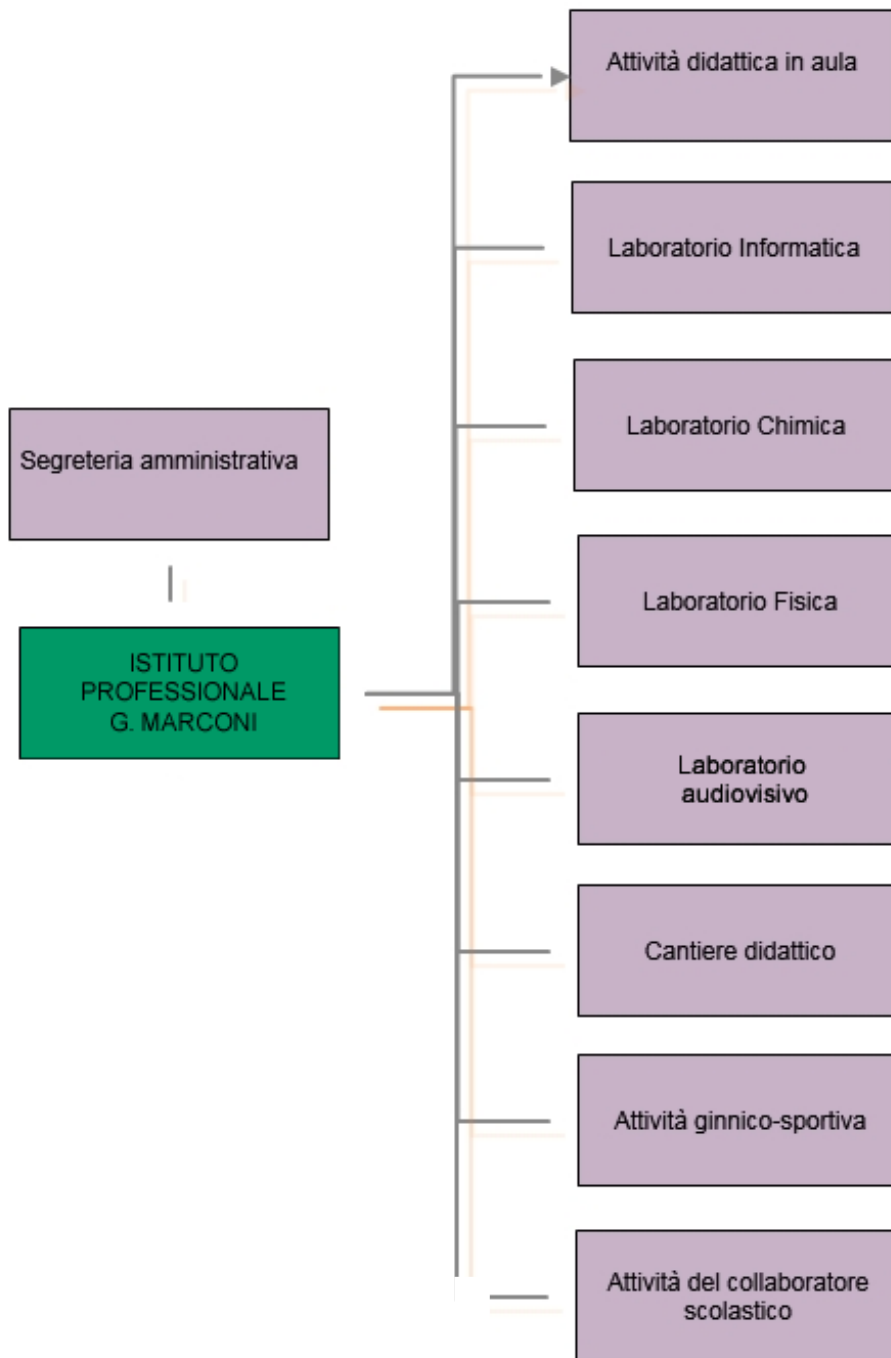 Attività didattica in aula
Laboratorio Informatica
Laboratorio Chimica
Segreteria amministrativa
Laboratorio Fisica
ISTITUTO
PROFESSIONALE
G. MARCONI
Laboratorio
audiovisivo
Cantiere didattico
Attività ginnico-sportiva
Attività del collaboratore
scolastico